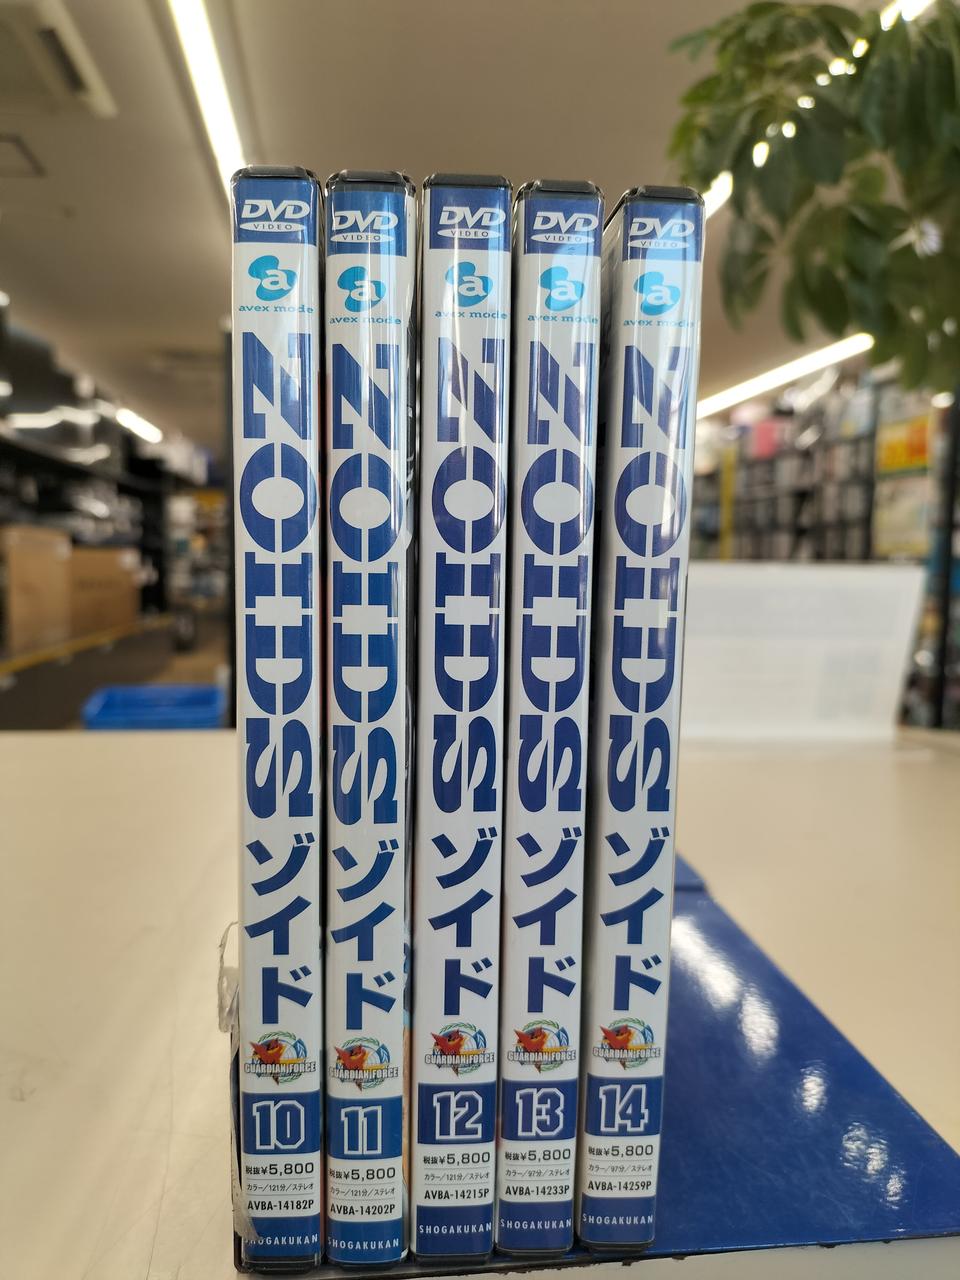 DVD
VIDEO
a
avex mode
ZOIDS
ゾイド
GUARDIAN FORCE
10
税抜¥5,800
カラー/121分/ステレオ
AVBA-14182P
SHOGAKUKAN
DVD
VIDEO
a
avex mode
ZOIDS
ゾイド
GUARDIAN FORCE
11
税抜¥5,800
カラー/121分/ステレオ
AVBA-14202P
SHOGAKUKAN
DVD
VIDEO
a
avex mode
ZOIDS
ゾイド
GUARDIAN FORCE
12
税抜¥5,800
カラー/121分/ステレオ
AVBA-14215P
SHOGAKUKAN
DVD
VIDEO
a
avex mode
ZOIDS
ゾイド
GUARDIAN FORCE
13
税抜¥5,800
カラー/97分/ステレオ
AVBA-14233P
SHOGAKUKAN
DVD
VIDEO
a
avex mode
ZOIDS
ゾイド
GUARDIAN FORCE
14
税抜¥5,800
カラー/97分/ステレオ
AVBA-14259P
SHOGAKUKAN